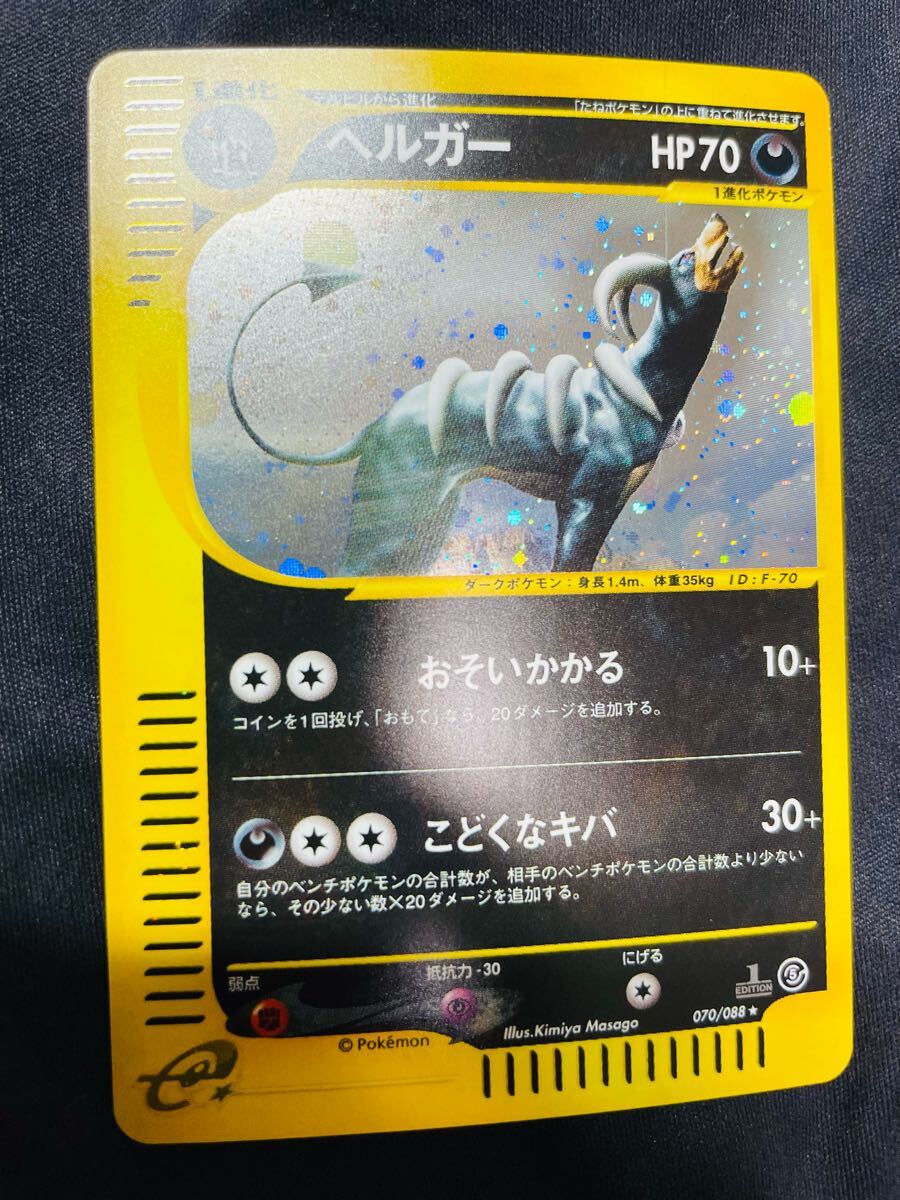 1進化
デルビルから進化
「たねポケモン」の上に重ねて進化させます。
ヘルガー
HP70
1進化ポケモン
ダークポケモン：身長1.4m、体重35kg ID:F-70
おそいかかる 10+
コインを1回投げ、「おもて」なら、20ダメージを追加する。
こどくなキバ 30+
自分のベンチポケモンの合計数が、相手のベンチポケモンの合計数より少ない
なら、その少ない数×20ダメージを追加する。
弱点
抵抗力 -30
にげる
1
EDITION
5
070/088★
Illus.Kimiya Masago
© Pokémon
e